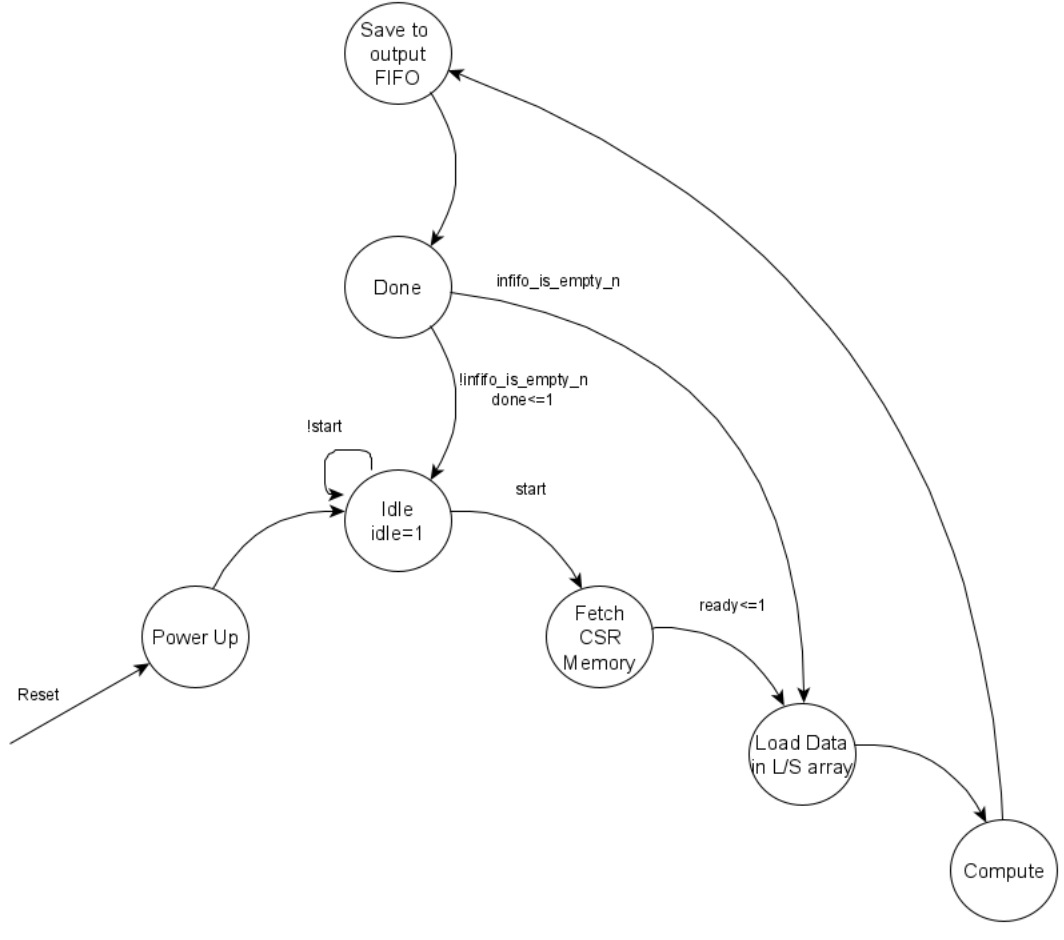 Save to
output
FIFO
Done
infifo_is_empty_n
!infifo_is_empty_n
done<=1
!start
Idle
idle=1
start
Fetch
CSR
Memory
ready<=1
Power Up
Reset
Load Data
in L/S array
Compute